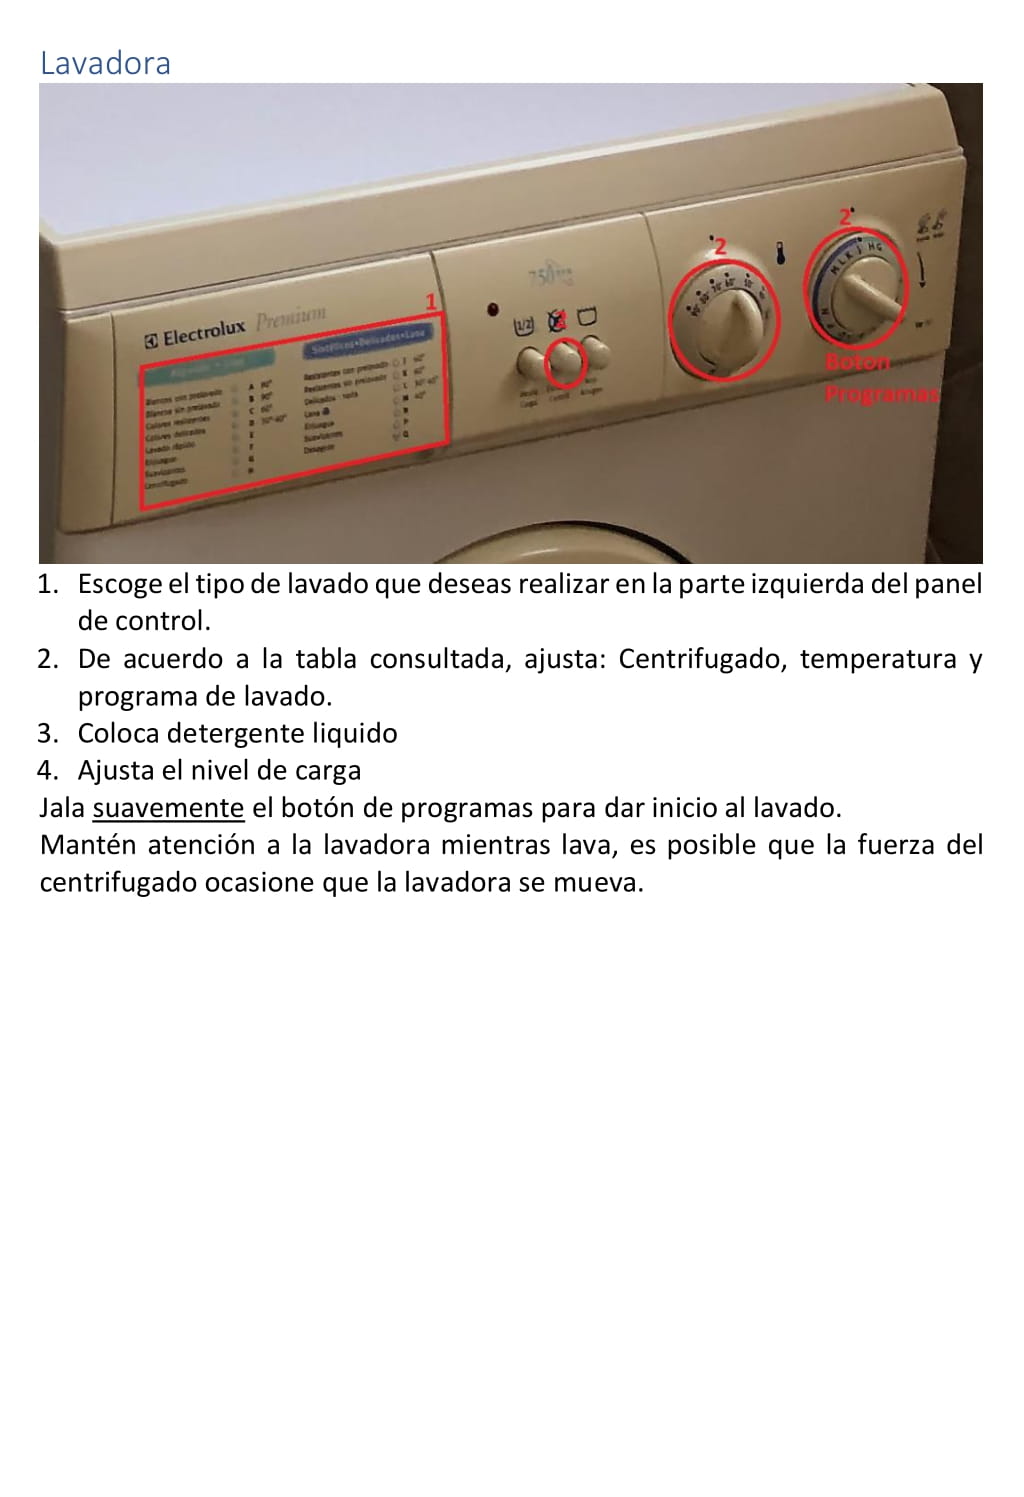 Lavadora
Electrolux Premium
1
2
2
750
1/2
Sintéticos•Delicados•Lana
Blancos con prelavado A 90°
Blancos sin prelavado B 90°
Colores resistentes C 60°
Colores delicados D 30°-40°
Lavado rápido E
Enjuague F
Suavizantes G
Centrifugado H
Resistentes con prelavado J 60°
Resistentes sin prelavado K 60°
Delicados L 30°-40°
Lana M 40°
Enjuague N
Suavizantes P
Desagüe Q
M L K J H G
Boton
Programas
1. Escoge el tipo de lavado que deseas realizar en la parte izquierda del panel
de control.
2. De acuerdo a la tabla consultada, ajusta: Centrifugado, temperatura y
programa de lavado.
3. Coloca detergente liquido
4. Ajusta el nivel de carga
Jala suavemente el botón de programas para dar inicio al lavado.
Mantén atención a la lavadora mientras lava, es posible que la fuerza del
centrifugado ocasione que la lavadora se mueva.